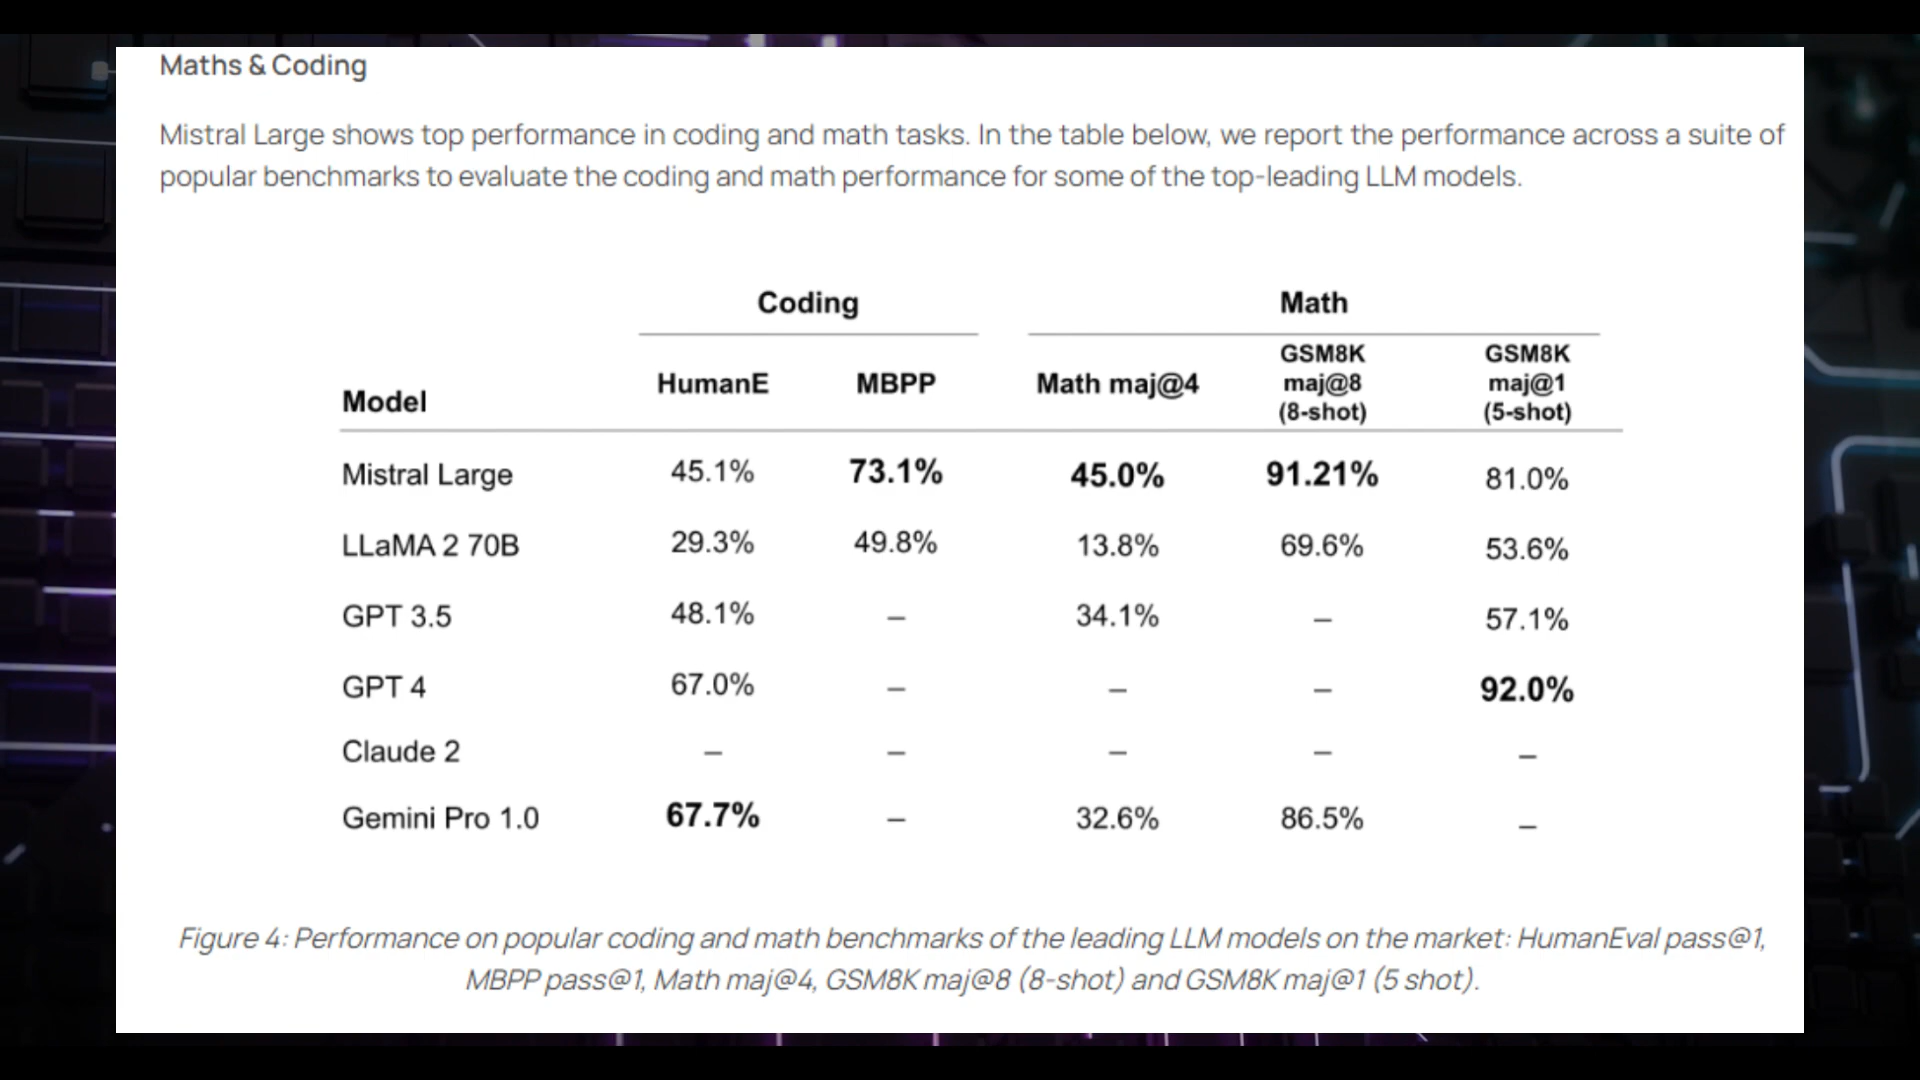 Maths & Coding
Mistral Large shows top performance in coding and math tasks. In the table below, we report the performance across a suite of
popular benchmarks to evaluate the coding and math performance for some of the top-leading LLM models.
Coding Math
Model HumanE MBPP Math maj@4 GSM8K maj@8 (8-shot) GSM8K maj@1 (5-shot)
Mistral Large 45.1% 73.1% 45.0% 91.21% 81.0%
LLaMA 2 70B 29.3% 49.8% 13.8% 69.6% 53.6%
GPT 3.5 48.1% – 34.1% – 57.1%
GPT 4 67.0% – – – 92.0%
Claude 2 – – – – –
Gemini Pro 1.0 67.7% – 32.6% 86.5% –
Figure 4: Performance on popular coding and math benchmarks of the leading LLM models on the market: HumanEval pass@1,
MBPP pass@1, Math maj@4, GSM8K maj@8 (8-shot) and GSM8K maj@1 (5 shot).